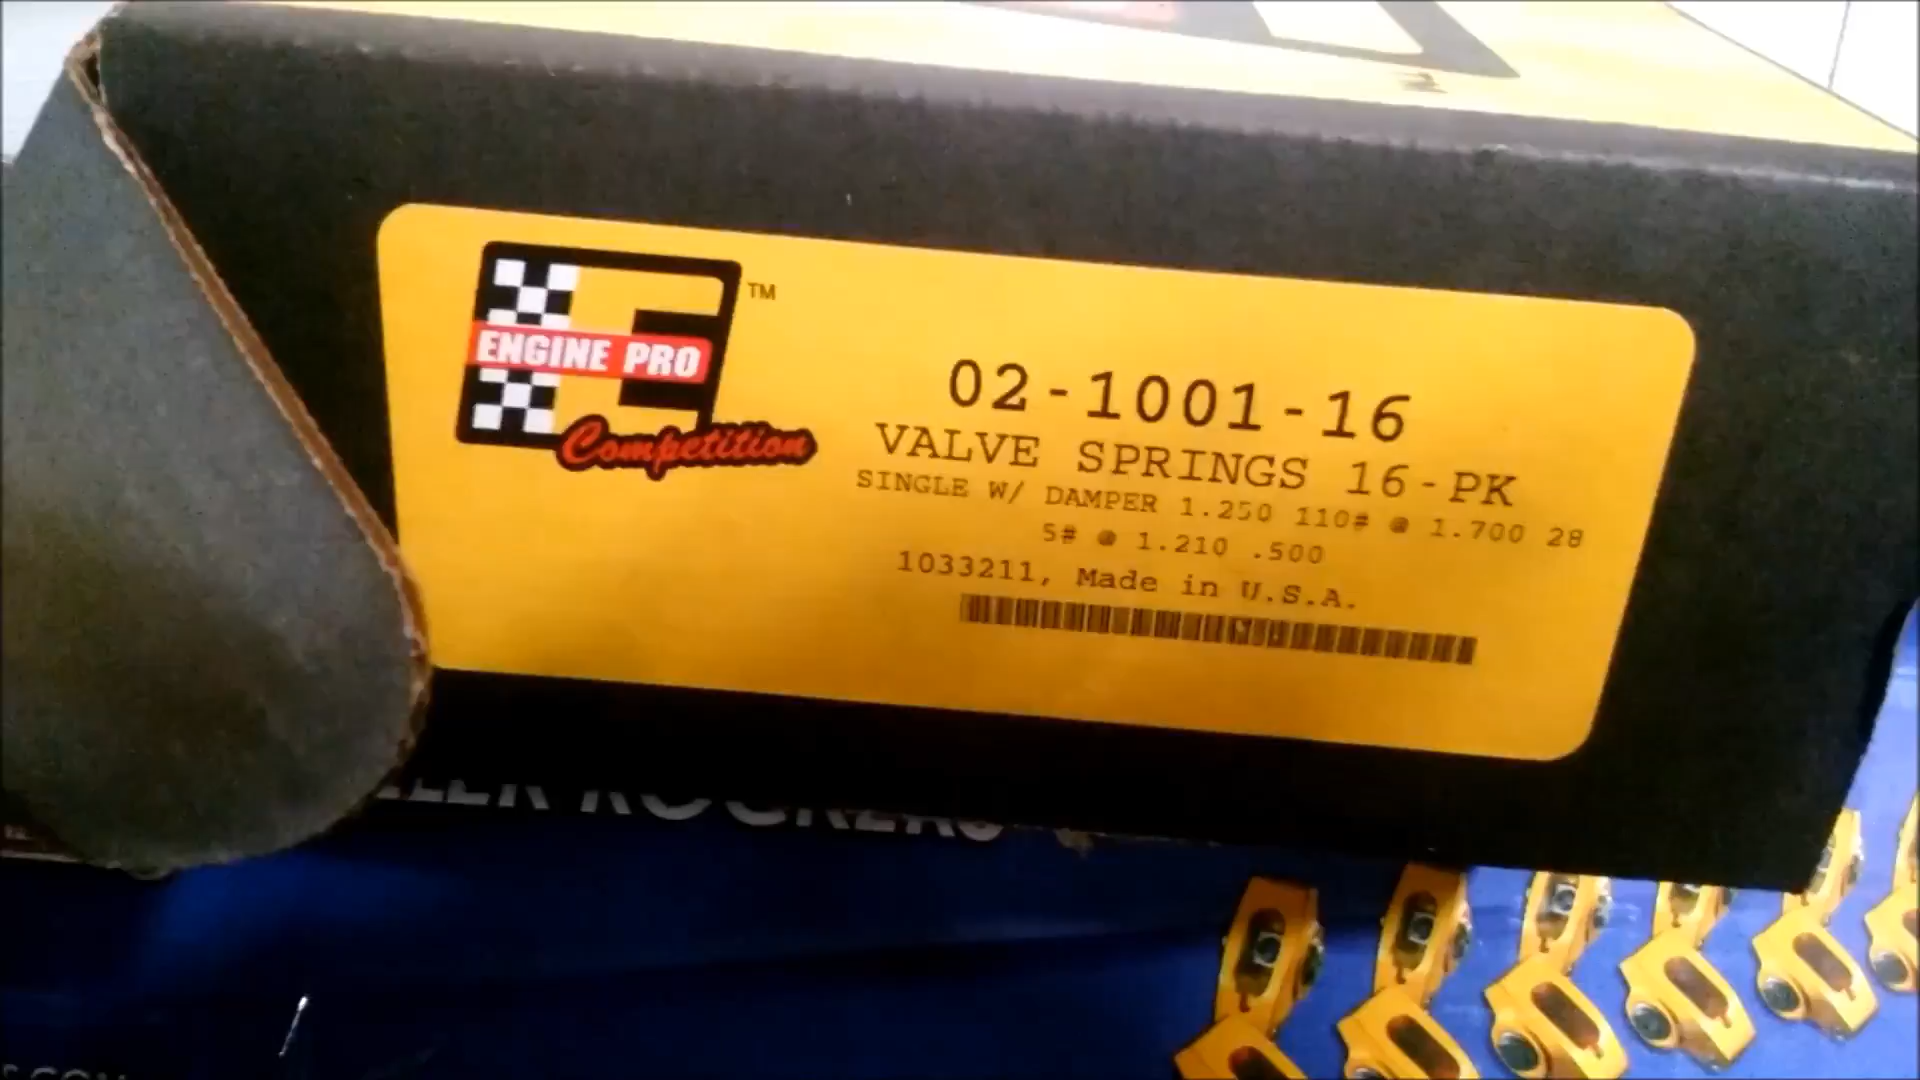 ENGINE PRO
TM
Competition
02-1001-16
VALVE SPRINGS 16-PK
SINGLE W/ DAMPER 1.250 110# @ 1.700 28
5# @ 1.210 .500
1033211, Made in U.S.A.
ROCKERS